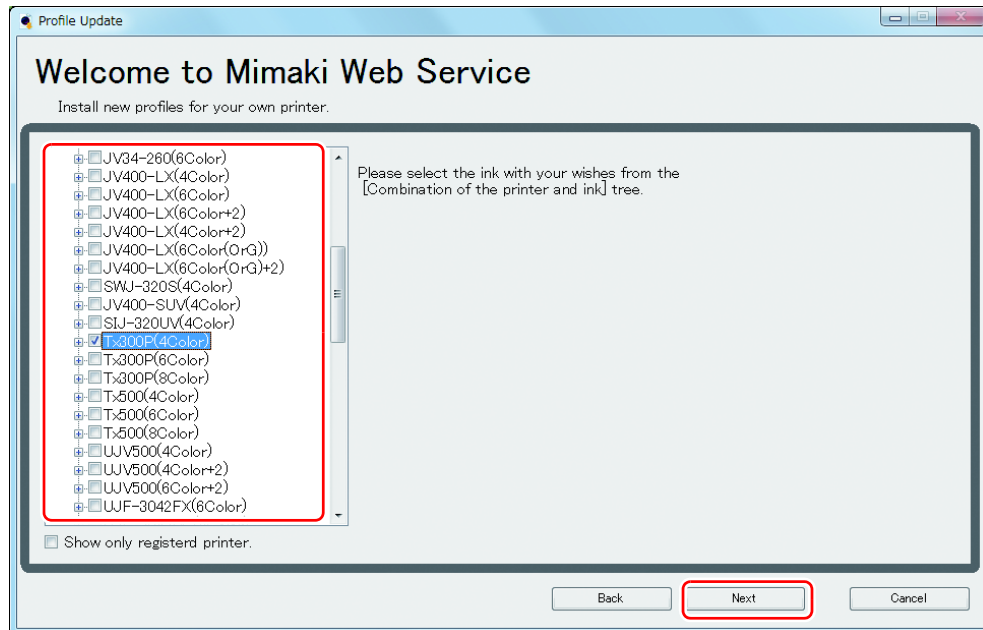 Profile Update
Welcome to Mimaki Web Service
Install new profiles for your own printer.
JV34-260(6Color)
JV400-LX(4Color)
JV400-LX(6Color)
JV400-LX(6Color+2)
JV400-LX(4Color+2)
JV400-LX(6Color(OrG))
JV400-LX(6Color(OrG)+2)
SWJ-320S(4Color)
JV400-SUV(4Color)
SIJ-320UV(4Color)
Tx300P(4Color)
Tx300P(6Color)
Tx300P(8Color)
Tx500(4Color)
Tx500(6Color)
Tx500(8Color)
UJV500(4Color)
UJV500(4Color+2)
UJV500(6Color+2)
UJF-3042FX(6Color)
Please select the ink with your wishes from the
[Combination of the printer and ink] tree.
Show only registerd printer.
Back
Next
Cancel